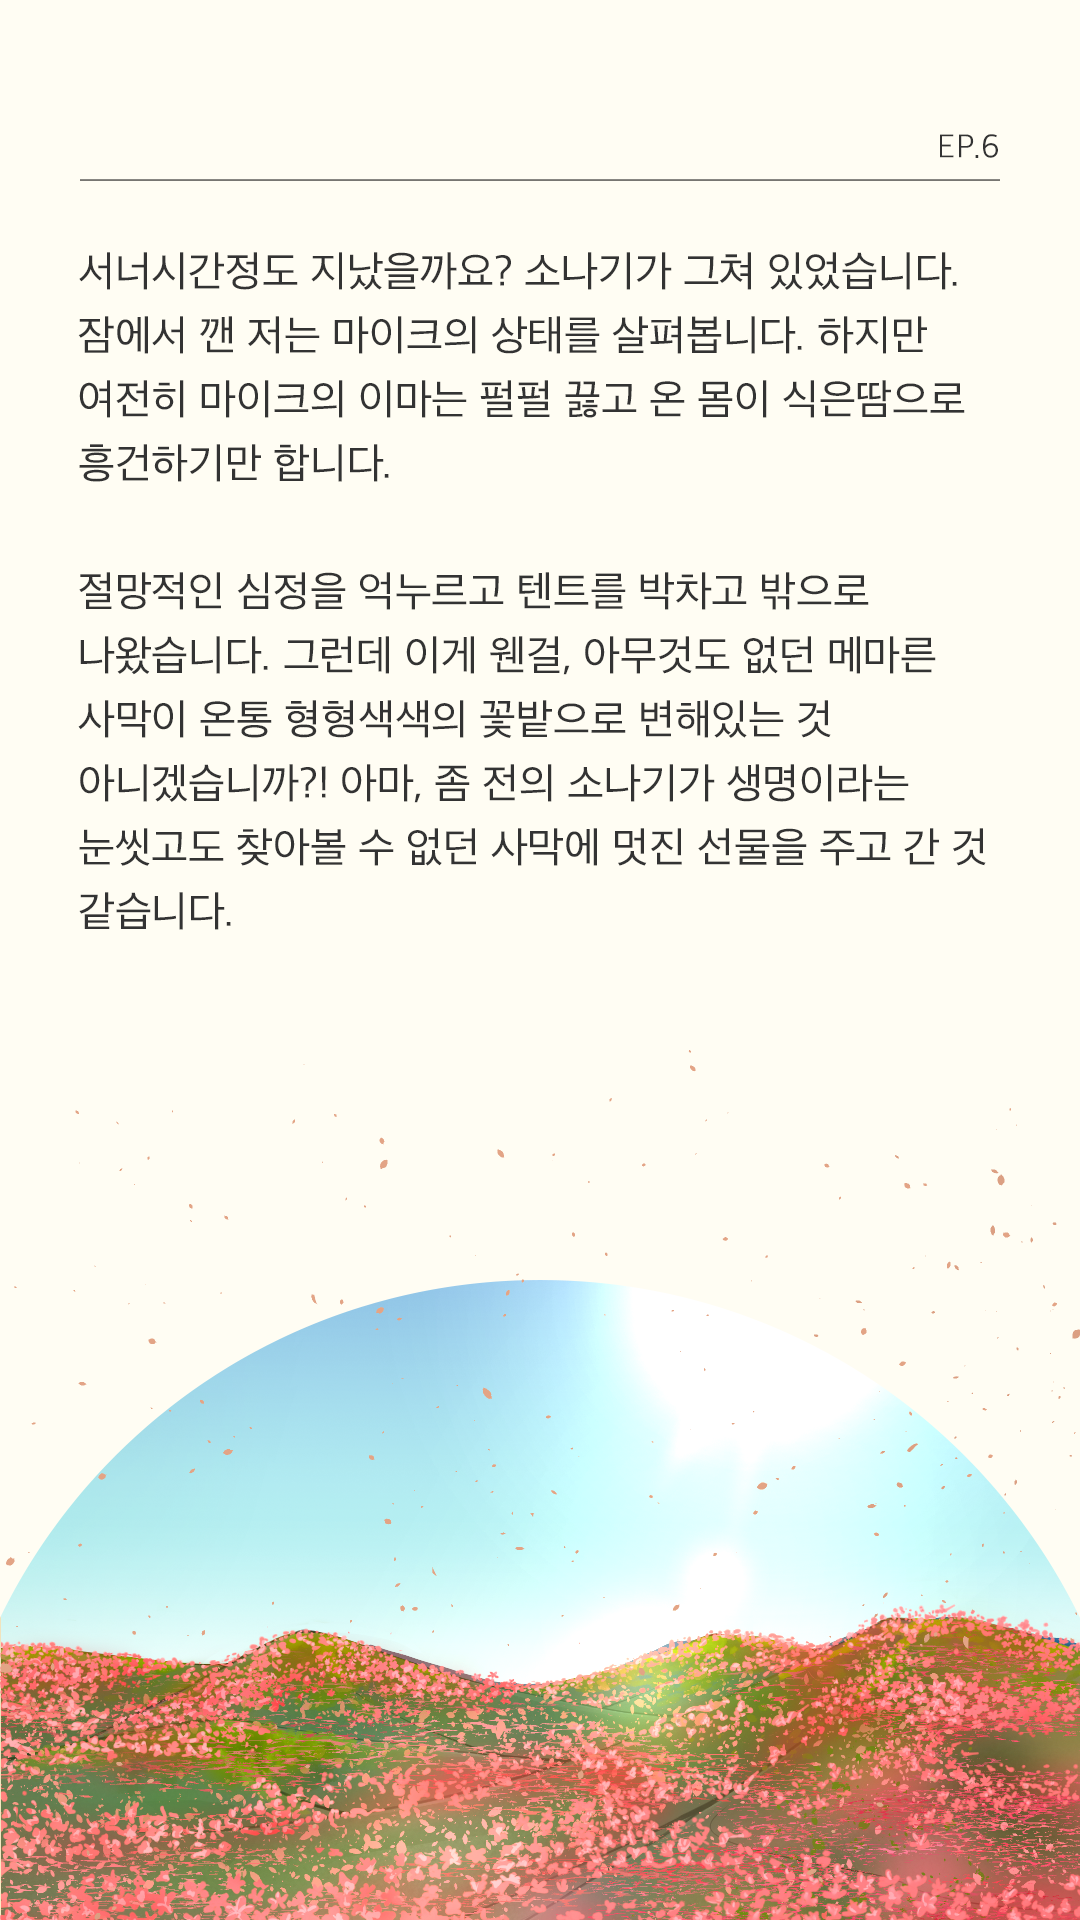 EP.6
서너시간정도 지났을까요? 소나기가 그쳐 있었습니다.
잠에서 깬 저는 마이크의 상태를 살펴봅니다. 하지만
여전히 마이크의 이마는 펄펄 끓고 온 몸이 식은땀으로
흥건하기만 합니다.
절망적인 심정을 억누르고 텐트를 박차고 밖으로
나왔습니다. 그런데 이게 웬걸, 아무것도 없던 메마른
사막이 온통 형형색색의 꽃밭으로 변해있는 것
아니겠습니까?! 아마, 좀 전의 소나기가 생명이라는
눈씻고도 찾아볼 수 없던 사막에 멋진 선물을 주고 간 것
같습니다.